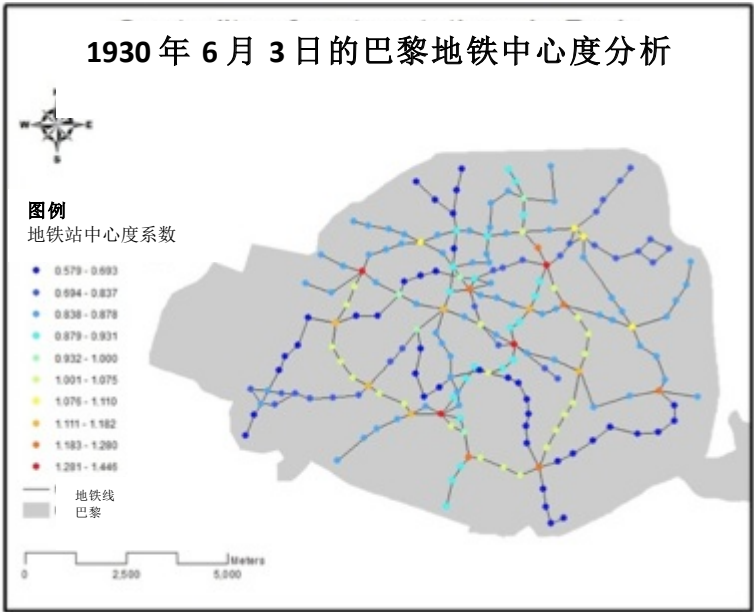 1930 年 6 月 3 日的巴黎地铁中心度分析
W E
S
图例
地铁站中心度系数
0.579 - 0.693
0.694 - 0.837
0.838 - 0.878
0.879 - 0.931
0.932 - 1.000
1.001 - 1.075
1.076 - 1.110
1.111 - 1.182
1.183 - 1.280
1.281 - 1.446
地铁线
巴黎
Meters
0 2,500 5,000